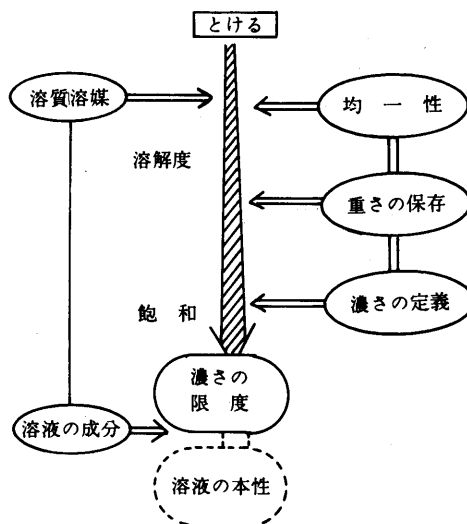 とける
溶質溶媒
均一性
溶解度
重さの保存
濃さの定義
飽和
濃さの
限度
溶液の成分
溶液の本性